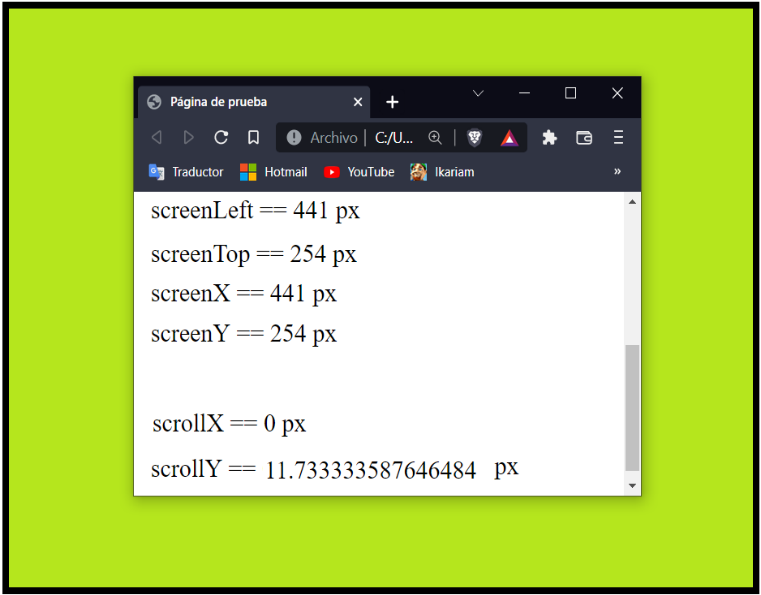 Página de prueba
Archivo | C:/U...
Traductor Hotmail YouTube Ikariam »
screenLeft == 441 px
screenTop == 254 px
screenX == 441 px
screenY == 254 px
scrollX == 0 px
scrollY == 11.733333587646484 px